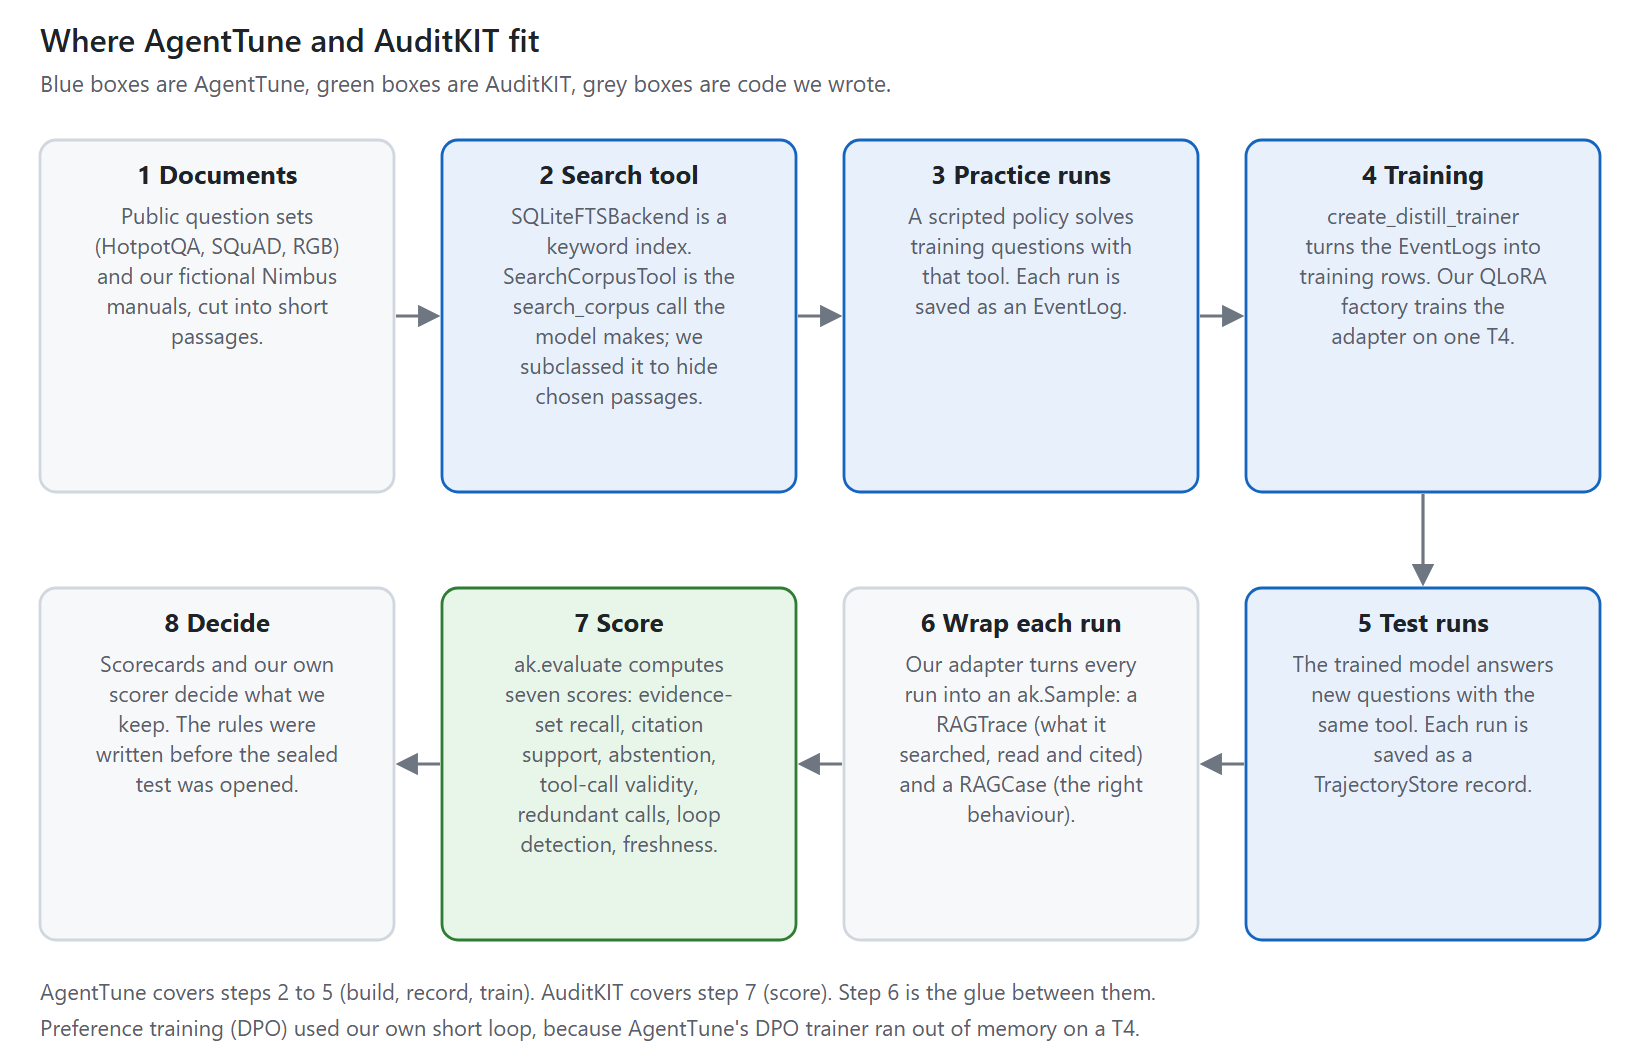 Where AgentTune and AuditKIT fit
Blue boxes are AgentTune, green boxes are AuditKIT, grey boxes are code we wrote.
1 Documents
Public question sets
(HotpotQA, SQuAD, RGB)
and our fictional Nimbus
manuals, cut into short
passages.
2 Search tool
SQLiteFTSBackend is a
keyword index.
SearchCorpusTool is the
search_corpus call the
model makes; we
subclassed it to hide
chosen passages.
3 Practice runs
A scripted policy solves
training questions with
that tool. Each run is
saved as an EventLog.
4 Training
create_distill_trainer
turns the EventLogs into
training rows. Our QLoRA
factory trains the
adapter on one T4.
5 Test runs
The trained model answers
new questions with the
same tool. Each run is
saved as a
TrajectoryStore record.
6 Wrap each run
Our adapter turns every
run into an ak.Sample: a
RAGTrace (what it
searched, read and cited)
and a RAGCase (the right
behaviour).
7 Score
ak.evaluate computes
seven scores: evidence-
set recall, citation
support, abstention,
tool-call validity,
redundant calls, loop
detection, freshness.
8 Decide
Scorecards and our own
scorer decide what we
keep. The rules were
written before the sealed
test was opened.
AgentTune covers steps 2 to 5 (build, record, train). AuditKIT covers step 7 (score). Step 6 is the glue between them.
Preference training (DPO) used our own short loop, because AgentTune's DPO trainer ran out of memory on a T4.